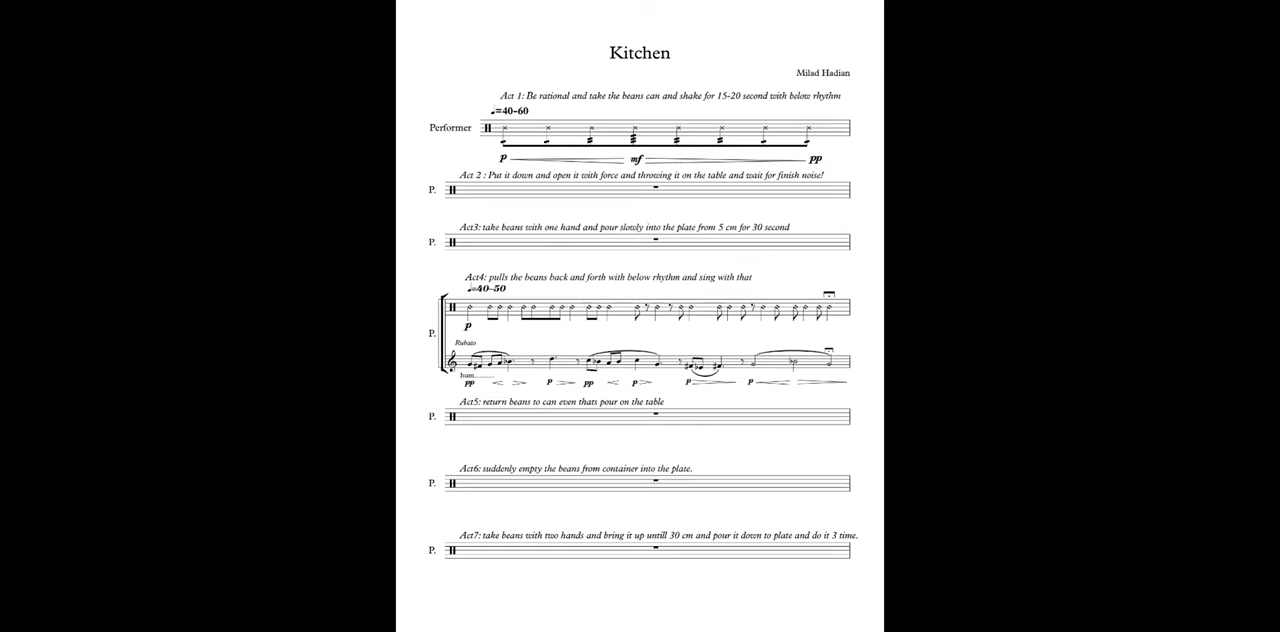 Kitchen
Milad Hadian
Act 1: Be rational and take the beans can and shake for 15-20 second with below rhythm
♩=40-60
Performer
p mf pp
Act 2 : Put it down and open it with force and throwing it on the table and wait for finish noise!
P.
Act3: take beans with one hand and pour slowly into the plate from 5 cm for 30 second
P.
Act4: pulls the beans back and forth with below rhythm and sing with that
♩=40-50
P.
p
Rubato
hum........
pp p pp p p p
Act5: return beans to can even thats pour on the table
P.
Act6: suddenly empty the beans from container into the plate.
P.
Act7: take beans with two hands and bring it up untill 30 cm and pour it down to plate and do it 3 time.
P.